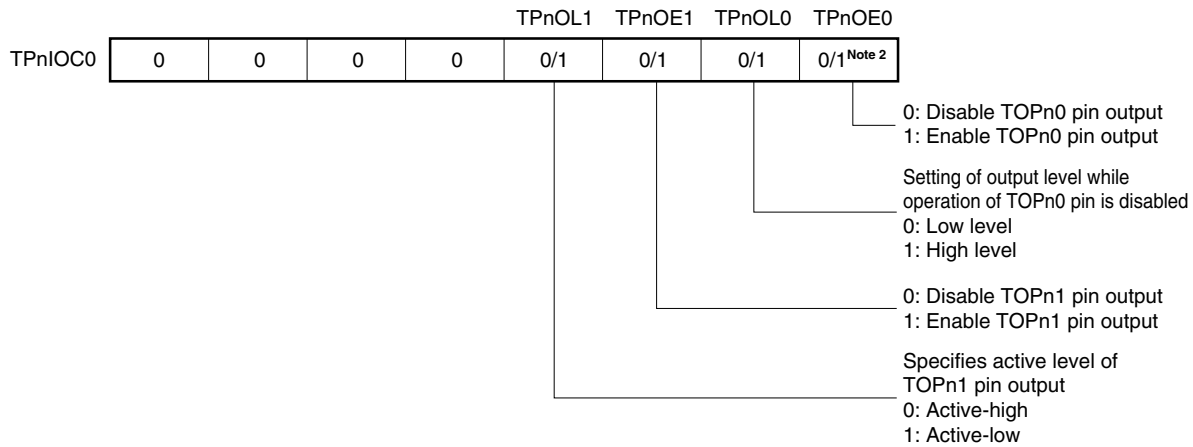 TPnOL1 TPnOE1 TPnOL0 TPnOE0
TPnIOC0 0 0 0 0 0/1 0/1 0/1 0/1 Note 2
0: Disable TOPn0 pin output
1: Enable TOPn0 pin output
Setting of output level while
operation of TOPn0 pin is disabled
0: Low level
1: High level
0: Disable TOPn1 pin output
1: Enable TOPn1 pin output
Specifies active level of
TOPn1 pin output
0: Active-high
1: Active-low